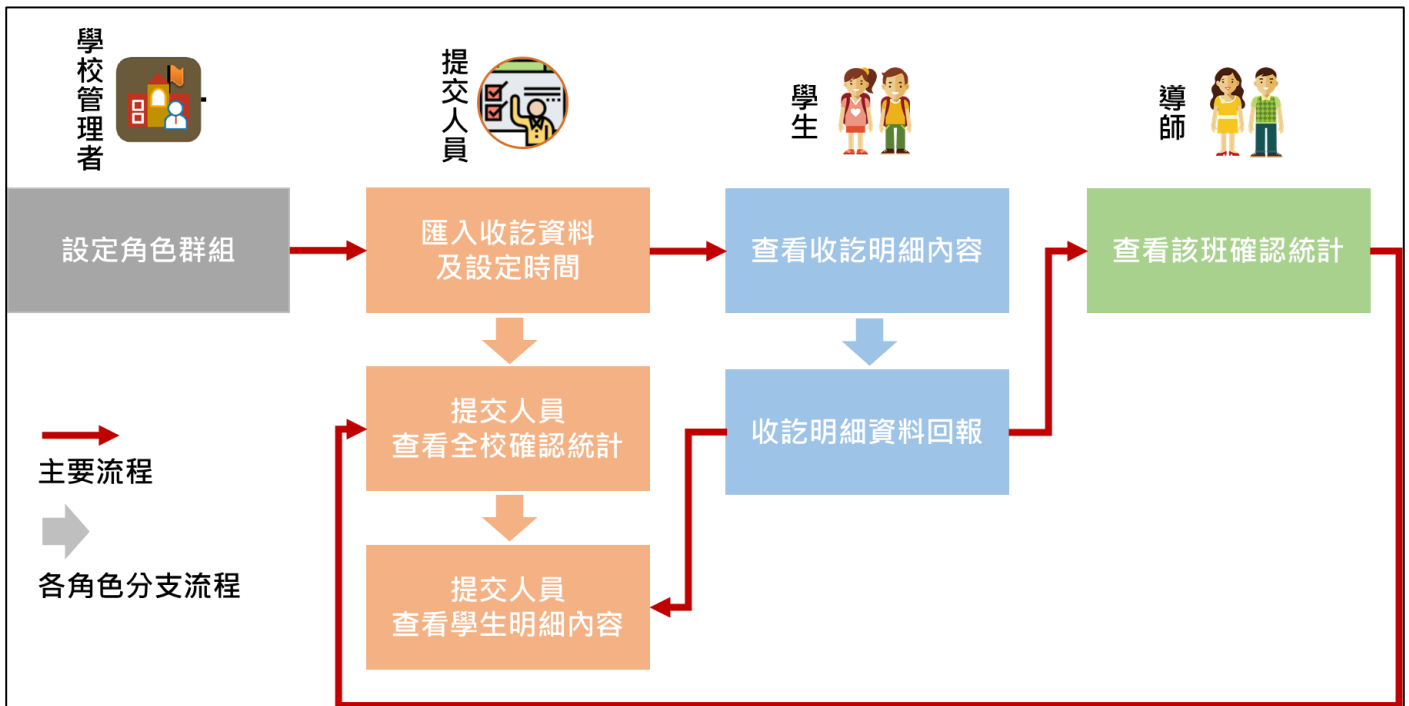 學校管理者
提交人員
學生
導師
設定角色群組
匯入收訖資料
及設定時間
查看收訖明細內容
查看該班確認統計
提交人員
查看全校確認統計
收訖明細資料回報
主要流程
提交人員
查看學生明細內容
各角色分支流程